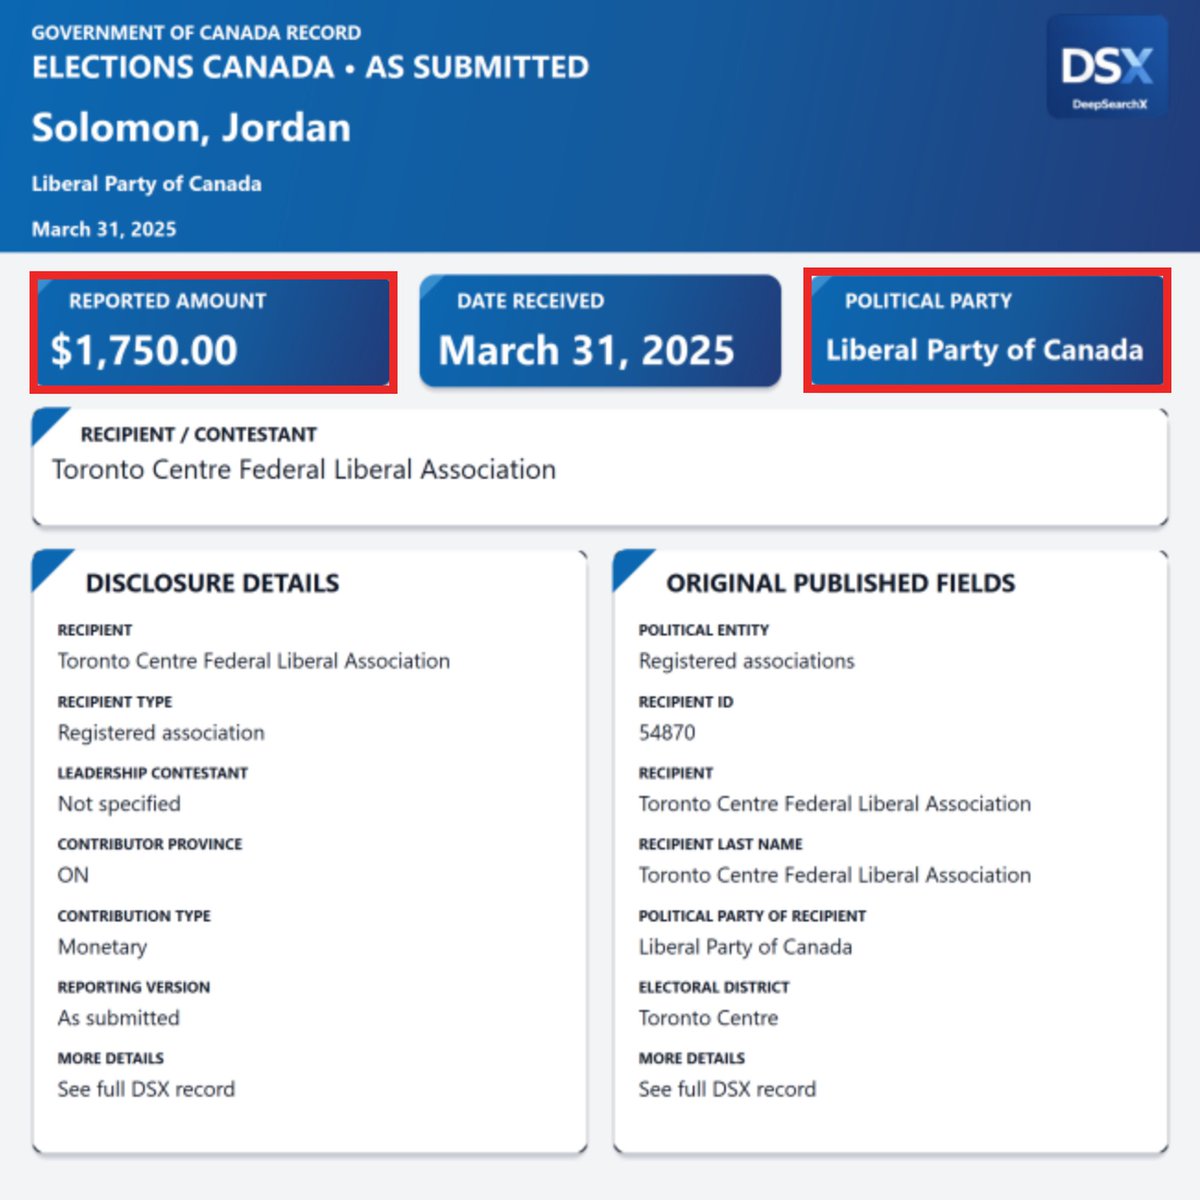 GOVERNMENT OF CANADA RECORD
ELECTIONS CANADA • AS SUBMITTED
Solomon, Jordan
Liberal Party of Canada
March 31, 2025
DSX
DeepSearchX
REPORTED AMOUNT
$1,750.00
DATE RECEIVED
March 31, 2025
POLITICAL PARTY
Liberal Party of Canada
RECIPIENT / CONTESTANT
Toronto Centre Federal Liberal Association
DISCLOSURE DETAILS
RECIPIENT
Toronto Centre Federal Liberal Association
RECIPIENT TYPE
Registered association
LEADERSHIP CONTESTANT
Not specified
CONTRIBUTOR PROVINCE
ON
CONTRIBUTION TYPE
Monetary
REPORTING VERSION
As submitted
MORE DETAILS
See full DSX record
ORIGINAL PUBLISHED FIELDS
POLITICAL ENTITY
Registered associations
RECIPIENT ID
54870
RECIPIENT
Toronto Centre Federal Liberal Association
RECIPIENT LAST NAME
Toronto Centre Federal Liberal Association
POLITICAL PARTY OF RECIPIENT
Liberal Party of Canada
ELECTORAL DISTRICT
Toronto Centre
MORE DETAILS
See full DSX record